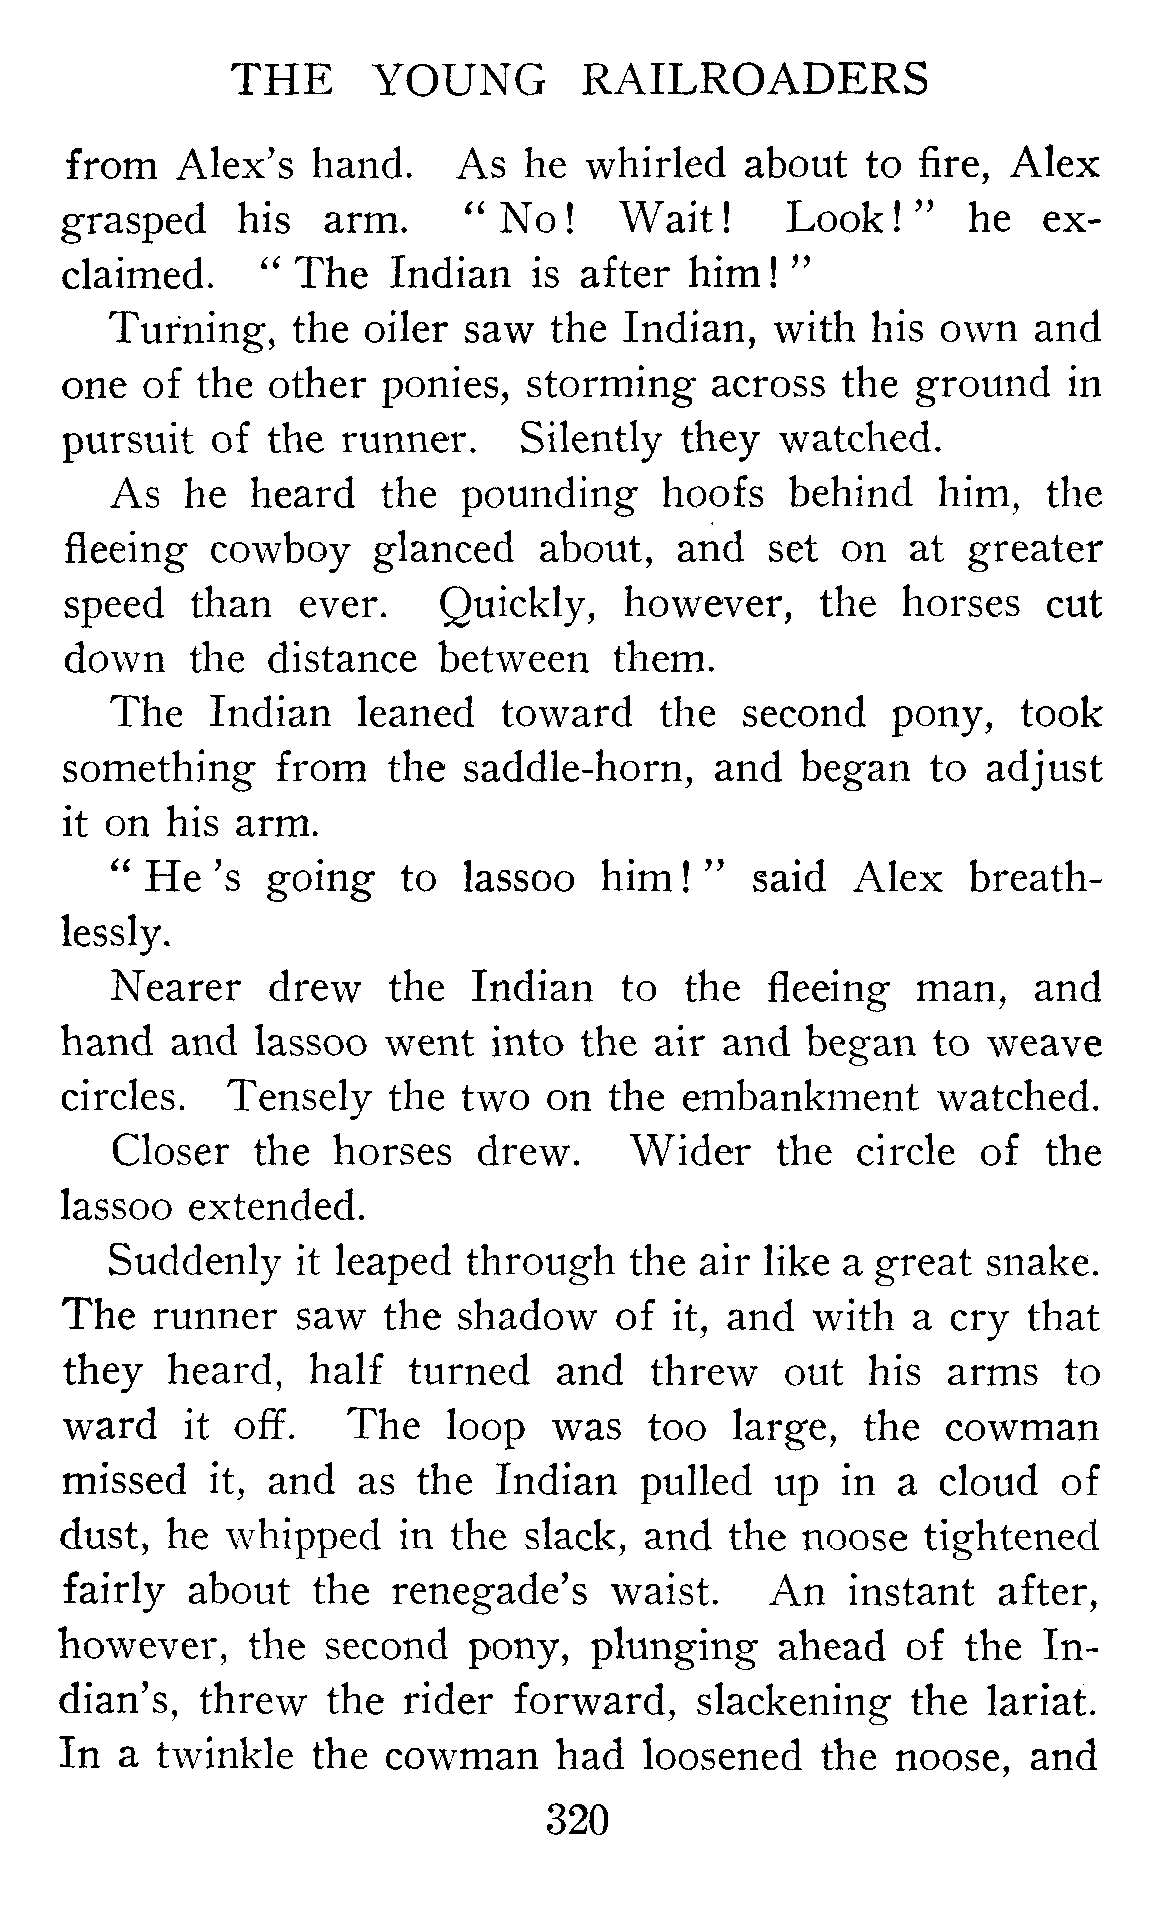 THE YOUNG RAILROADERS
from Alex's hand. As he whirled about to fire, Alex
grasped his arm. “ No! Wait! Look! ” he ex-
claimed. “ The Indian is after him! ”
Turning, the oiler saw the Indian, with his own and
one of the other ponies, storming across the ground in
pursuit of the runner. Silently they watched.
As he heard the pounding hoofs behind him, the
fleeing cowboy glanced about, and set on at greater
speed than ever. Quickly, however, the horses cut
down the distance between them.
The Indian leaned toward the second pony, took
something from the saddle-horn, and began to adjust
it on his arm.
“ He 's going to lassoo him! ” said Alex breath-
lessly.
Nearer drew the Indian to the fleeing man, and
hand and lassoo went into the air and began to weave
circles. Tensely the two on the embankment watched.
Closer the horses drew. Wider the circle of the
lassoo extended.
Suddenly it leaped through the air like a great snake.
The runner saw the shadow of it, and with a cry that
they heard, half turned and threw out his arms to
ward it off. The loop was too large, the cowman
missed it, and as the Indian pulled up in a cloud of
dust, he whipped in the slack, and the noose tightened
fairly about the renegade's waist. An instant after,
however, the second pony, plunging ahead of the In-
dian's, threw the rider forward, slackening the lariat.
In a twinkle the cowman had loosened the noose, and
320